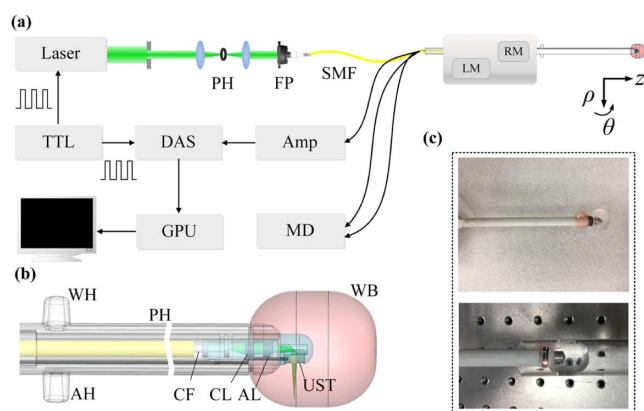 (a)
Laser
PH
FP
SMF
LM
RM
z
ρ
θ
TTL
DAS
Amp
(c)
GPU
MD
(b)
WH
PH
WB
AH
CF
CL
AL
UST